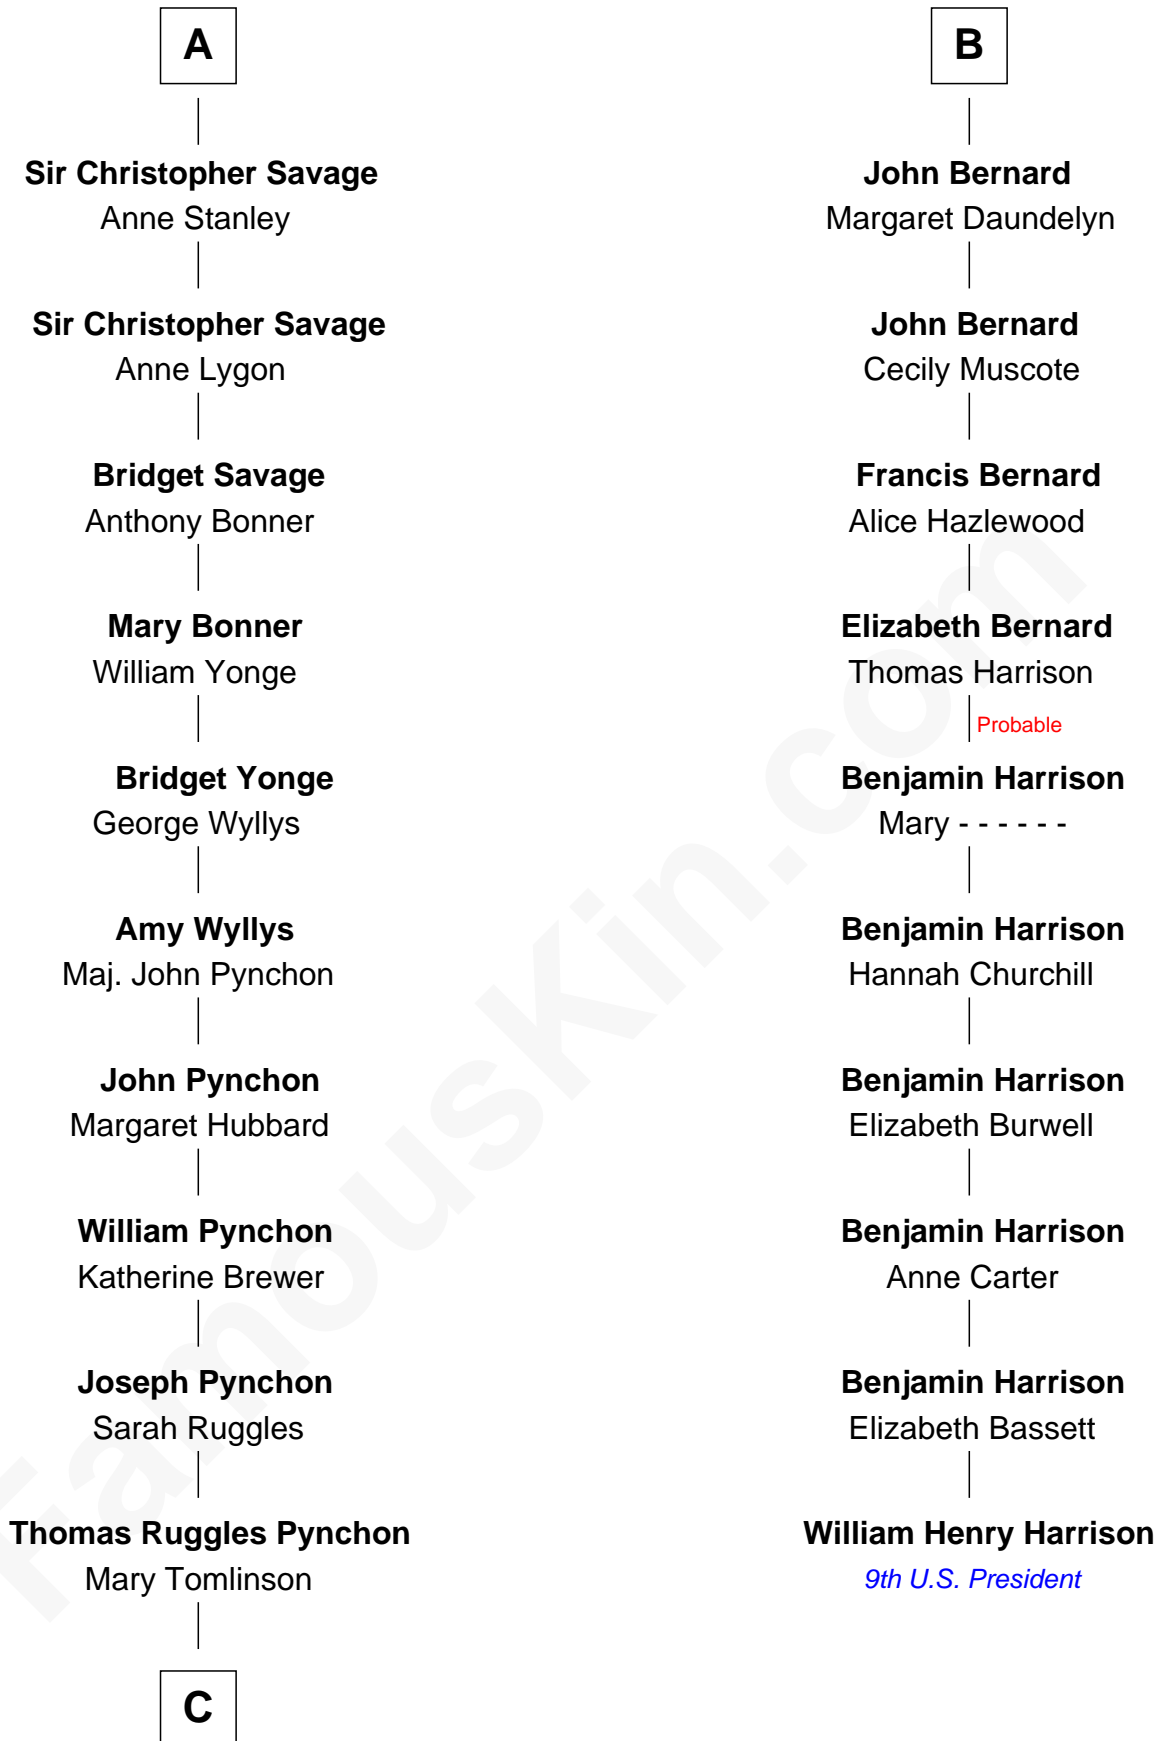 A
Sir Christopher Savage
Anne Stanley
Sir Christopher Savage
Anne Lygon
Bridget Savage
Anthony Bonner
Mary Bonner
William Yonge
Bridget Yonge
George Wyllys
Amy Wyllys
Maj. John Pynchon
John Pynchon
Margaret Hubbard
William Pynchon
Katherine Brewer
Joseph Pynchon
Sarah Ruggles
Thomas Ruggles Pynchon
Mary Tomlinson
C
B
John Bernard
Margaret Daundelyn
John Bernard
Cecily Muscote
Francis Bernard
Alice Hazlewood
Elizabeth Bernard
Thomas Harrison
Probable
Benjamin Harrison
Mary - - - - - -
Benjamin Harrison
Hannah Churchill
Benjamin Harrison
Elizabeth Burwell
Benjamin Harrison
Anne Carter
Benjamin Harrison
Elizabeth Bassett
William Henry Harrison
9th U.S. President
FamousKin.com